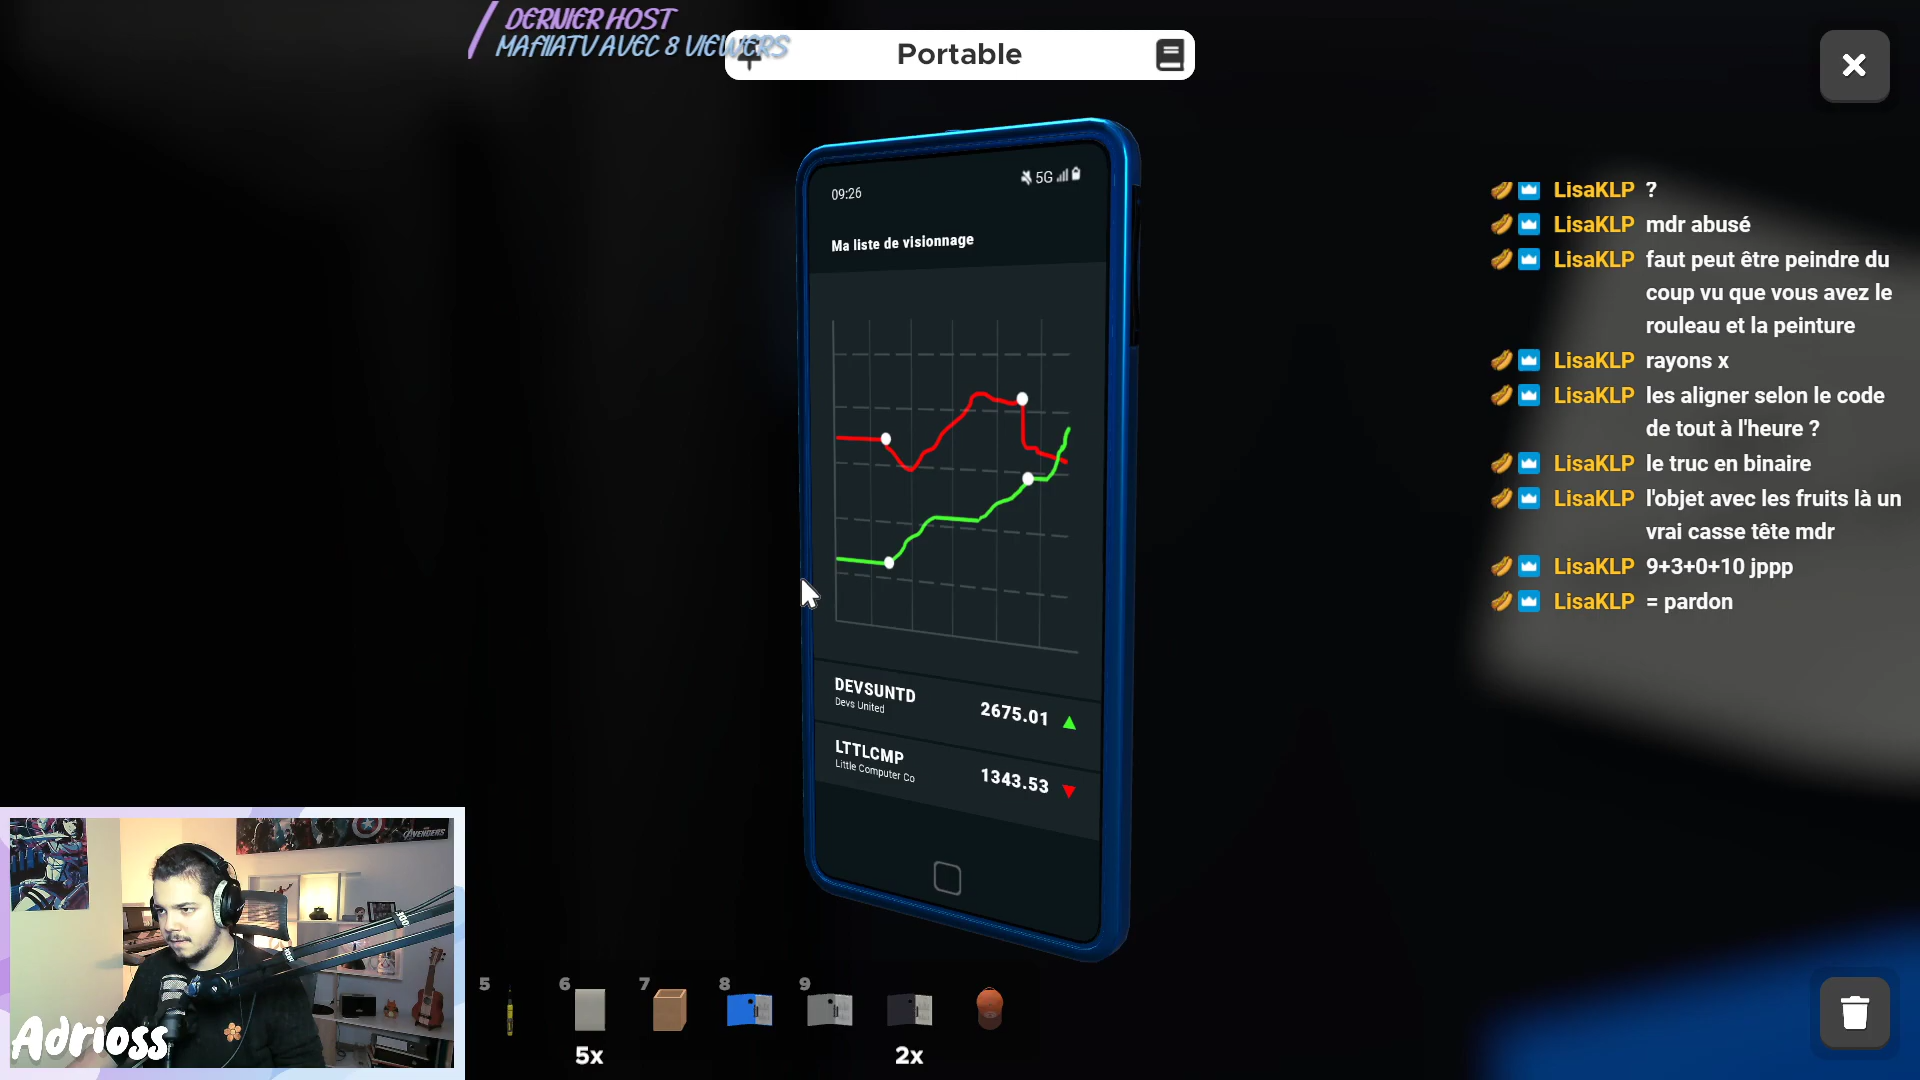 DERNIER HOST
MAFIIATV AVEC 8 VIEWERS
Portable
09:26
5G
Ma liste de visionnage
DEVSUNTD
Devs United
2675.01
LTTLCMP
Little Computer Co
1343.53
LisaKLP ?
LisaKLP mdr abusé
LisaKLP faut peut être peindre du
coup vu que vous avez le
rouleau et la peinture
LisaKLP rayons x
LisaKLP les aligner selon le code
de tout à l'heure ?
LisaKLP le truc en binaire
LisaKLP l'objet avec les fruits là un
vrai casse tête mdr
LisaKLP 9+3+0+10 jppp
LisaKLP = pardon
AVENGERS
Adrioss
5
6
7
8
9
5x
2x